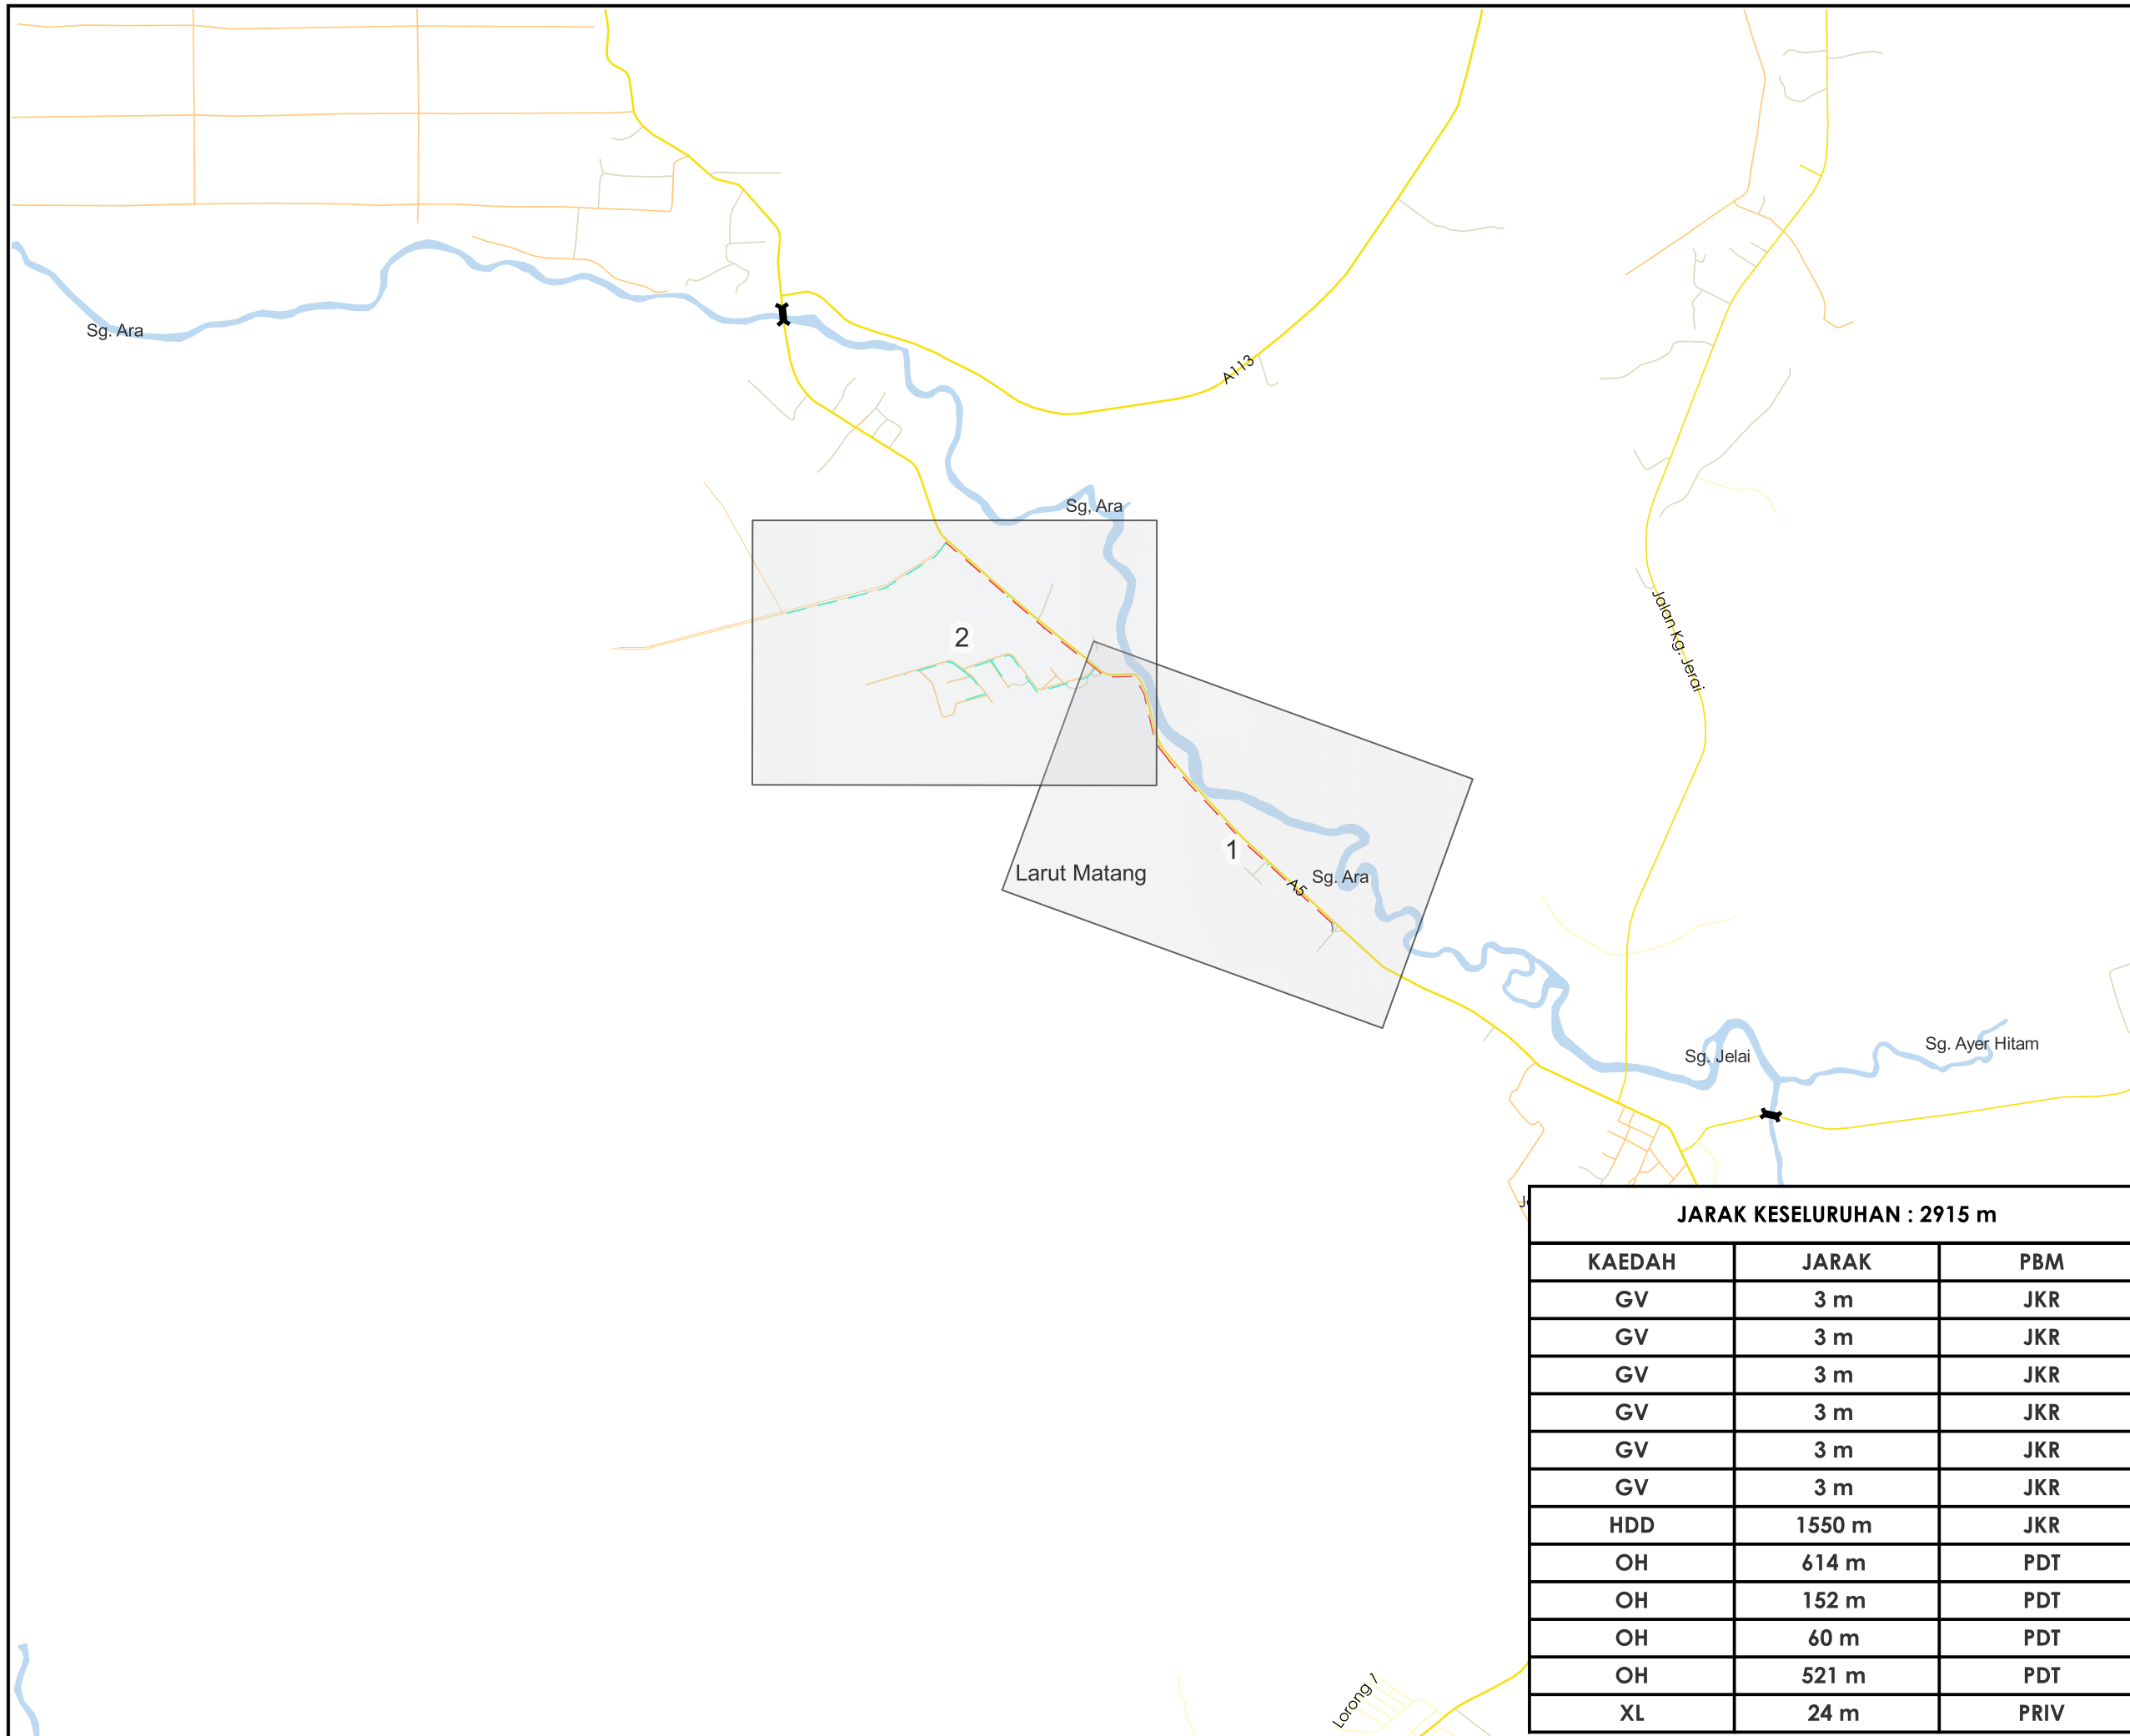 Sg. Ara
A113
Sg, Ara
Jalan Kg. Jerai
2
1
Larut Matang
Sg. Ara
A5
Sg. Ayer Hitam
Sg. Jelai
JARAK KESELURUHAN : 2915 m
KAEDAH JARAK PBM
GV 3 m JKR
GV 3 m JKR
GV 3 m JKR
GV 3 m JKR
GV 3 m JKR
GV 3 m JKR
HDD 1550 m JKR
OH 614 m PDT
OH 152 m PDT
OH 60 m PDT
OH 521 m PDT
XL 24 m PRIV
Lorong